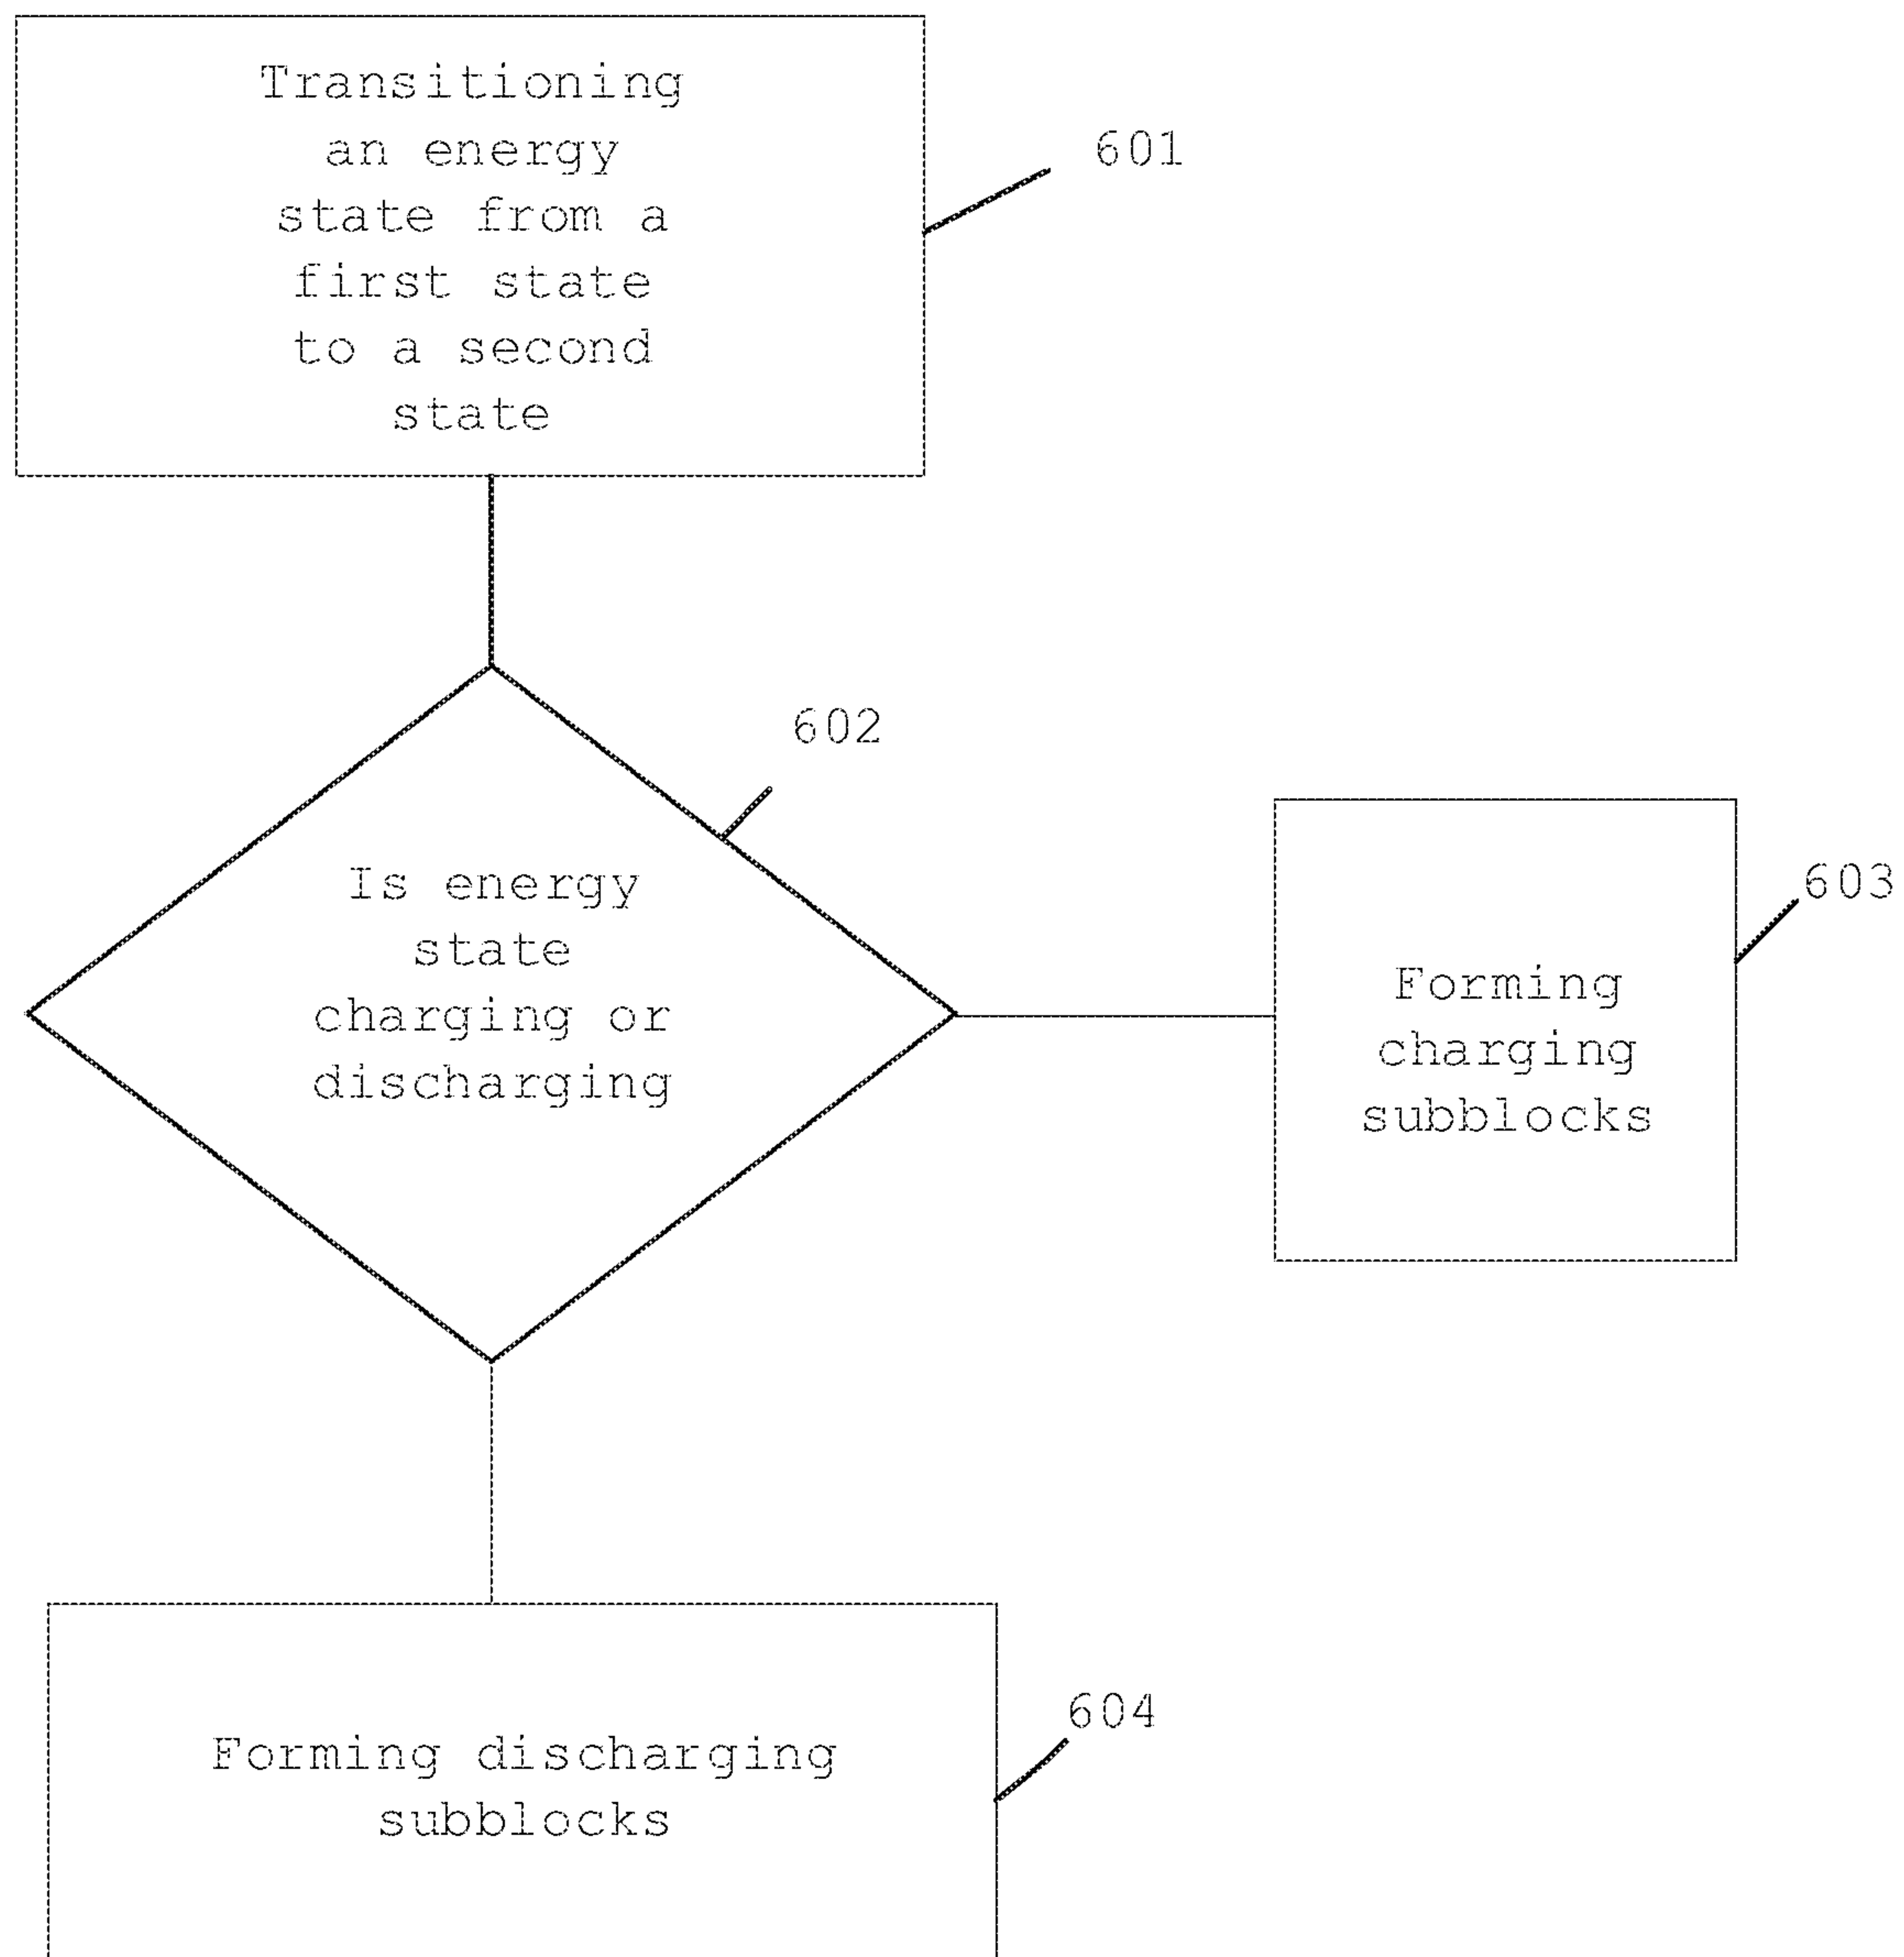 Transitioning
an energy
state from a
first state
to a second
state
601
602
Is energy
state
charging or
discharging
603
Forming
charging
subblocks
604
Forming discharging
subblocks